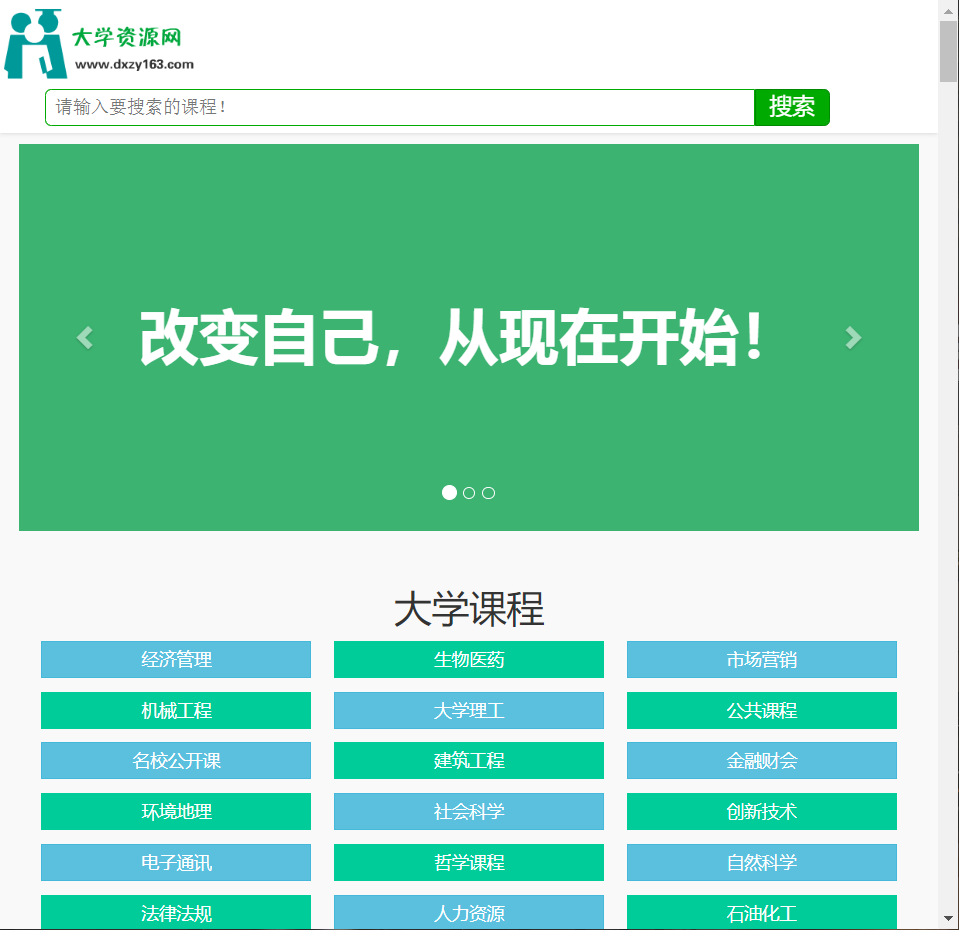 大学资源网
www.dxzy163.com
请输入要搜索的课程！
搜索
改变自己，从现在开始！
大学课程
经济管理
生物医药
市场营销
机械工程
大学理工
公共课程
名校公开课
建筑工程
金融财会
环境地理
社会科学
创新技术
电子通讯
哲学课程
自然科学
法律法规
人力资源
石油化工